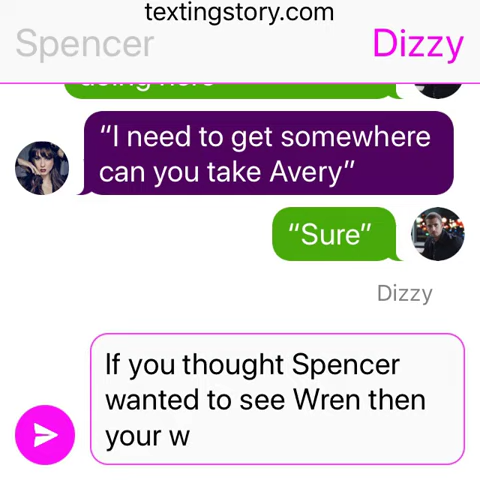 textingstory.com
Spencer
Dizzy
“I need to get somewhere
can you take Avery”
“Sure”
Dizzy
If you thought Spencer
wanted to see Wren then
your w